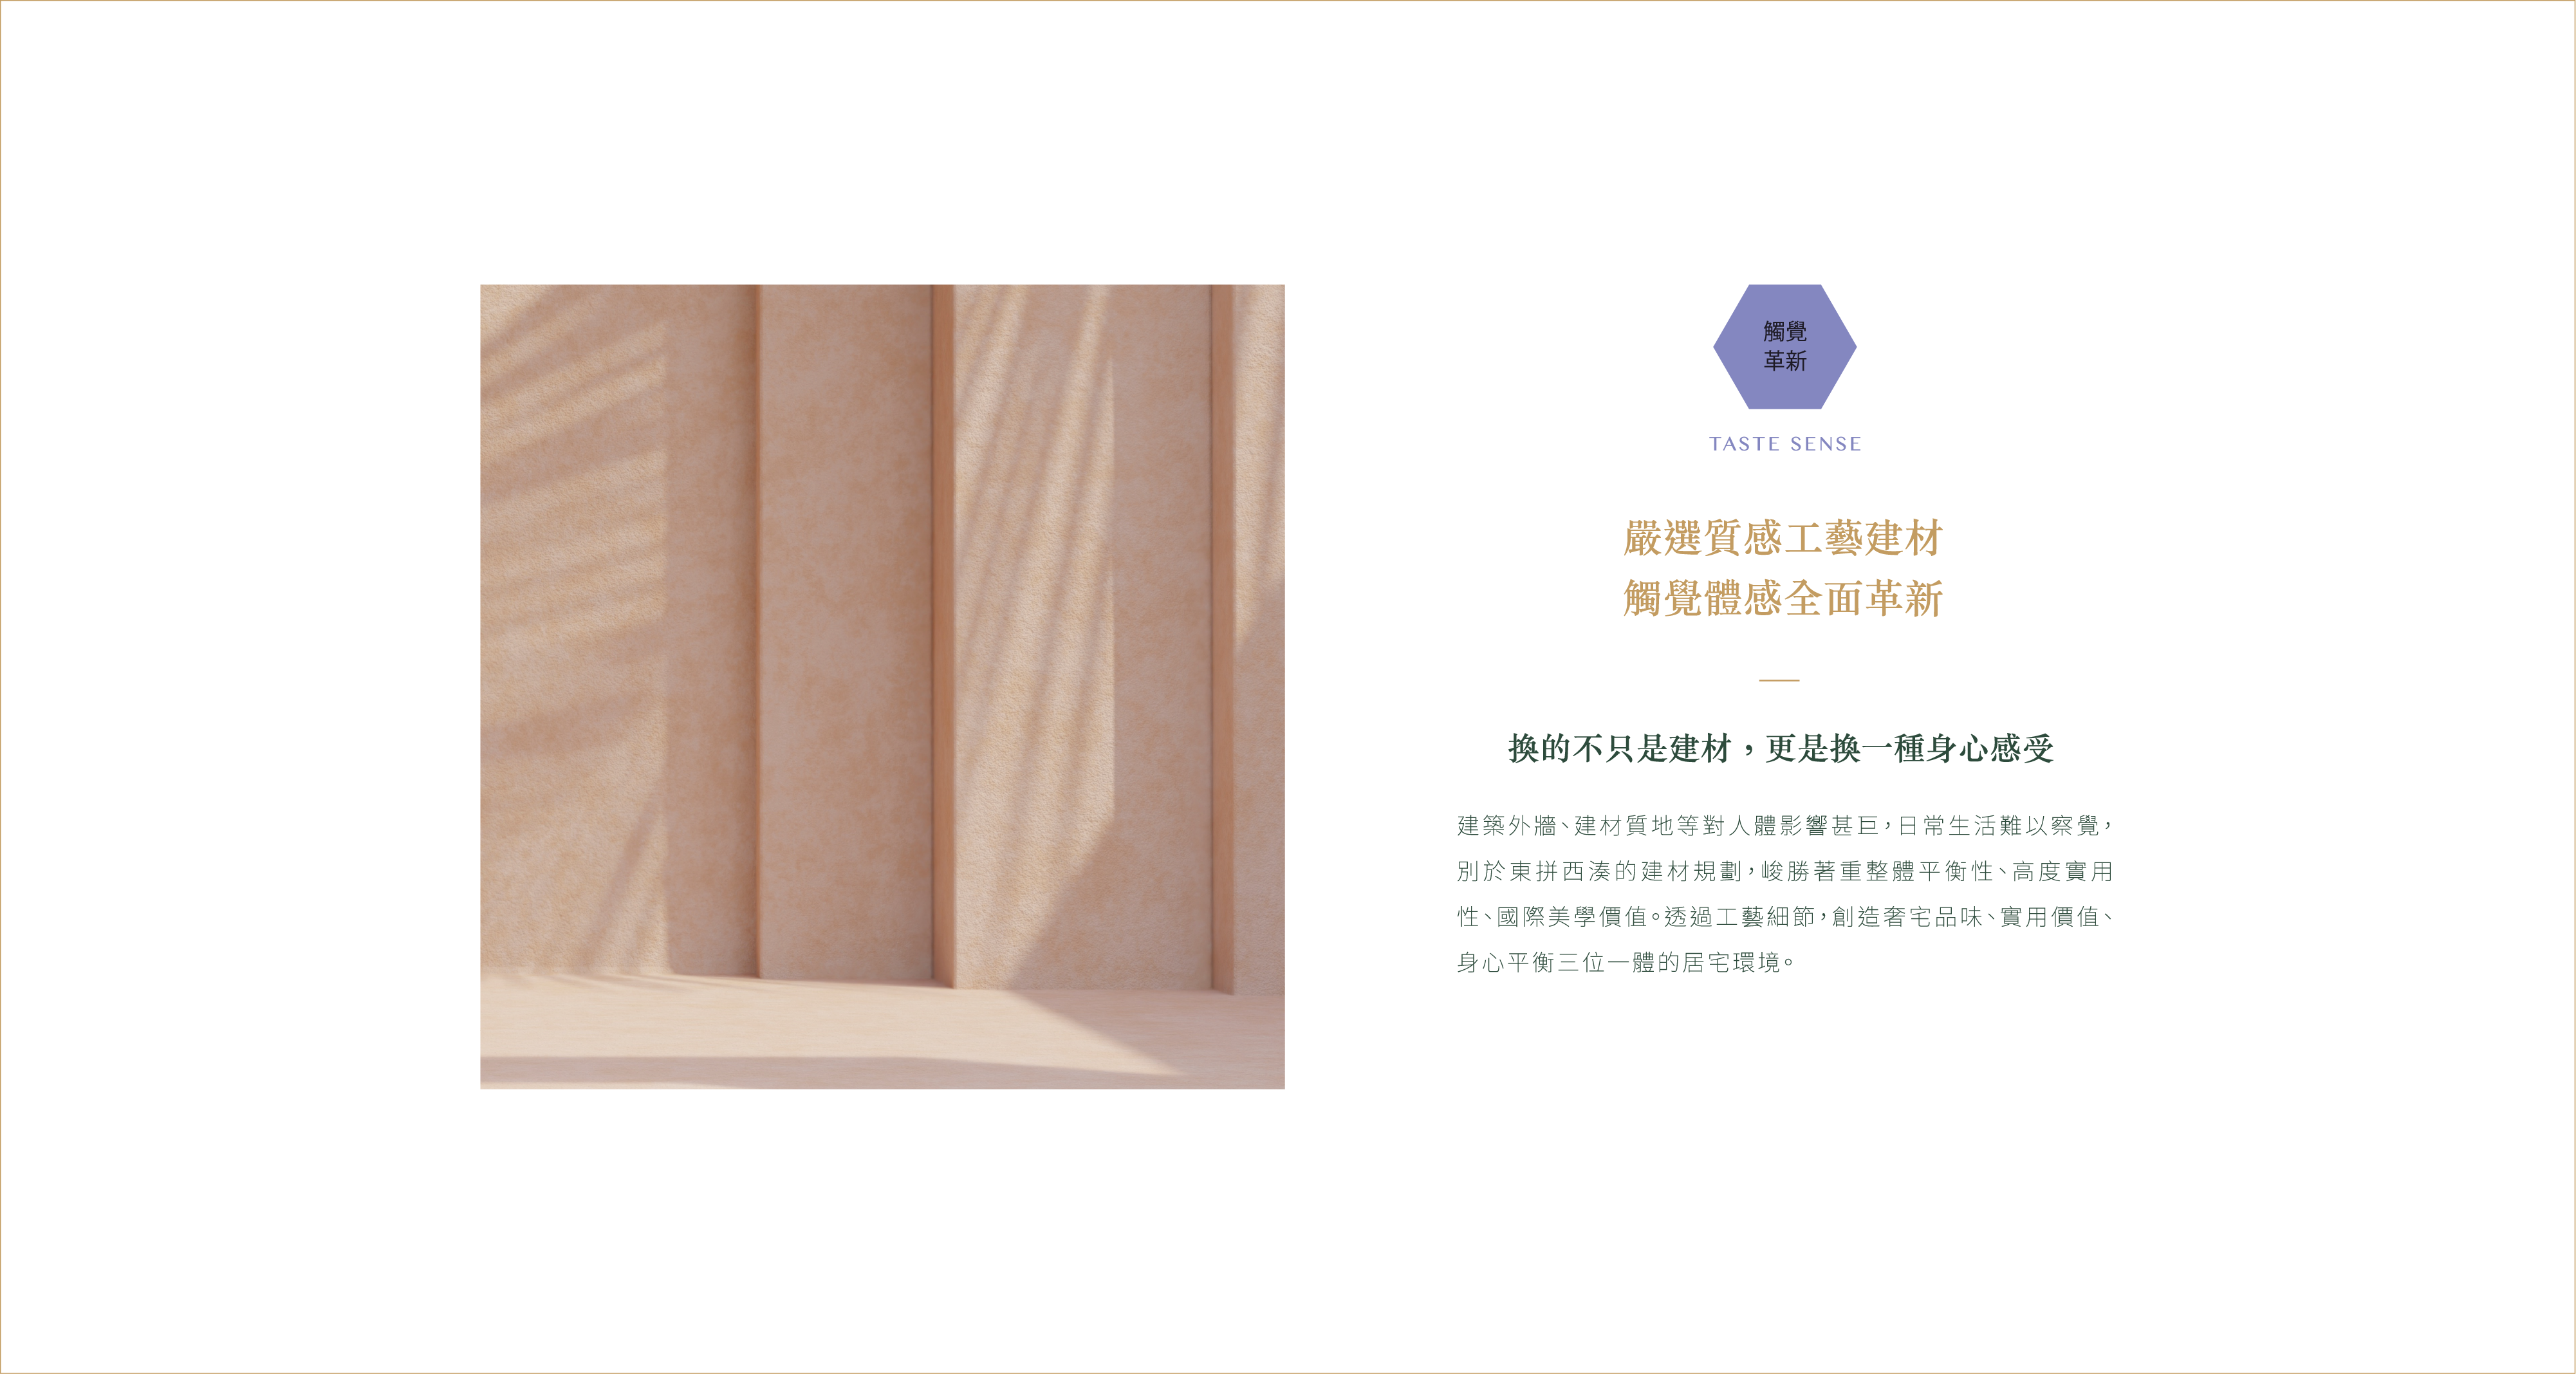 觸覺
革新
TASTE SENSE
嚴選質感工藝建材
觸覺體感全面革新
換的不只是建材，更是換一種身心感受
建築外牆、建材質地等對人體影響甚巨，日常生活難以察覺，
別於東拼西湊的建材規劃，峻勝著重整體平衡性、高度實用
性、國際美學價值。透過工藝細節，創造奢宅品味、實用價值、
身心平衡三位一體的居宅環境。